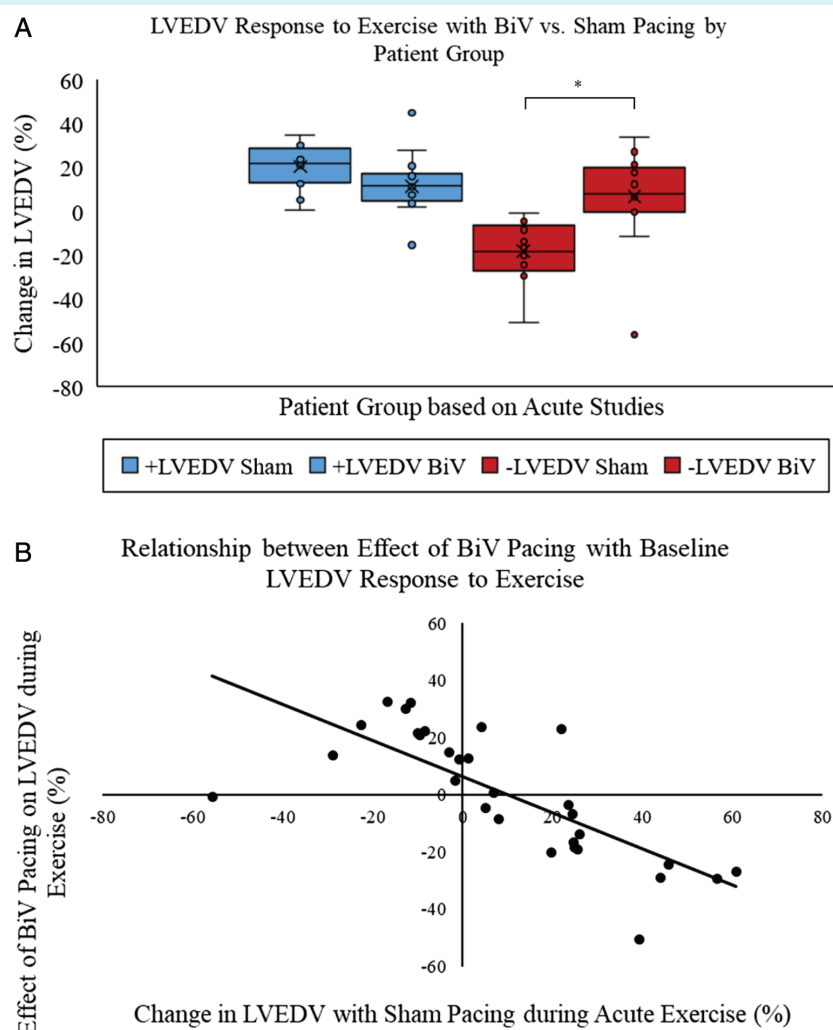 A
LVEDV Response to Exercise with BiV vs. Sham Pacing by
Patient Group
Change in LVEDV (%)
60
40
20
0
-20
-40
-60
-80
*
Patient Group based on Acute Studies
+LVEDV Sham +LVEDV BiV -LVEDV Sham -LVEDV BiV
B
Relationship between Effect of BiV Pacing with Baseline
LVEDV Response to Exercise
Effect of BiV Pacing on LVEDV during
Exercise (%)
60
40
20
0
-80 -60 -40 -20 0 20 40 60 80
-20
-40
-60
Change in LVEDV with Sham Pacing during Acute Exercise (%)